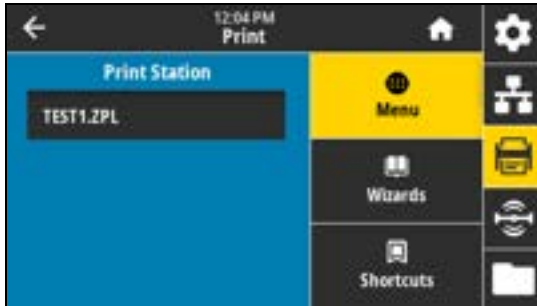 12:04 PM
Print
Print Station
TEST1.ZPL
Menu
Wizards
Shortcuts